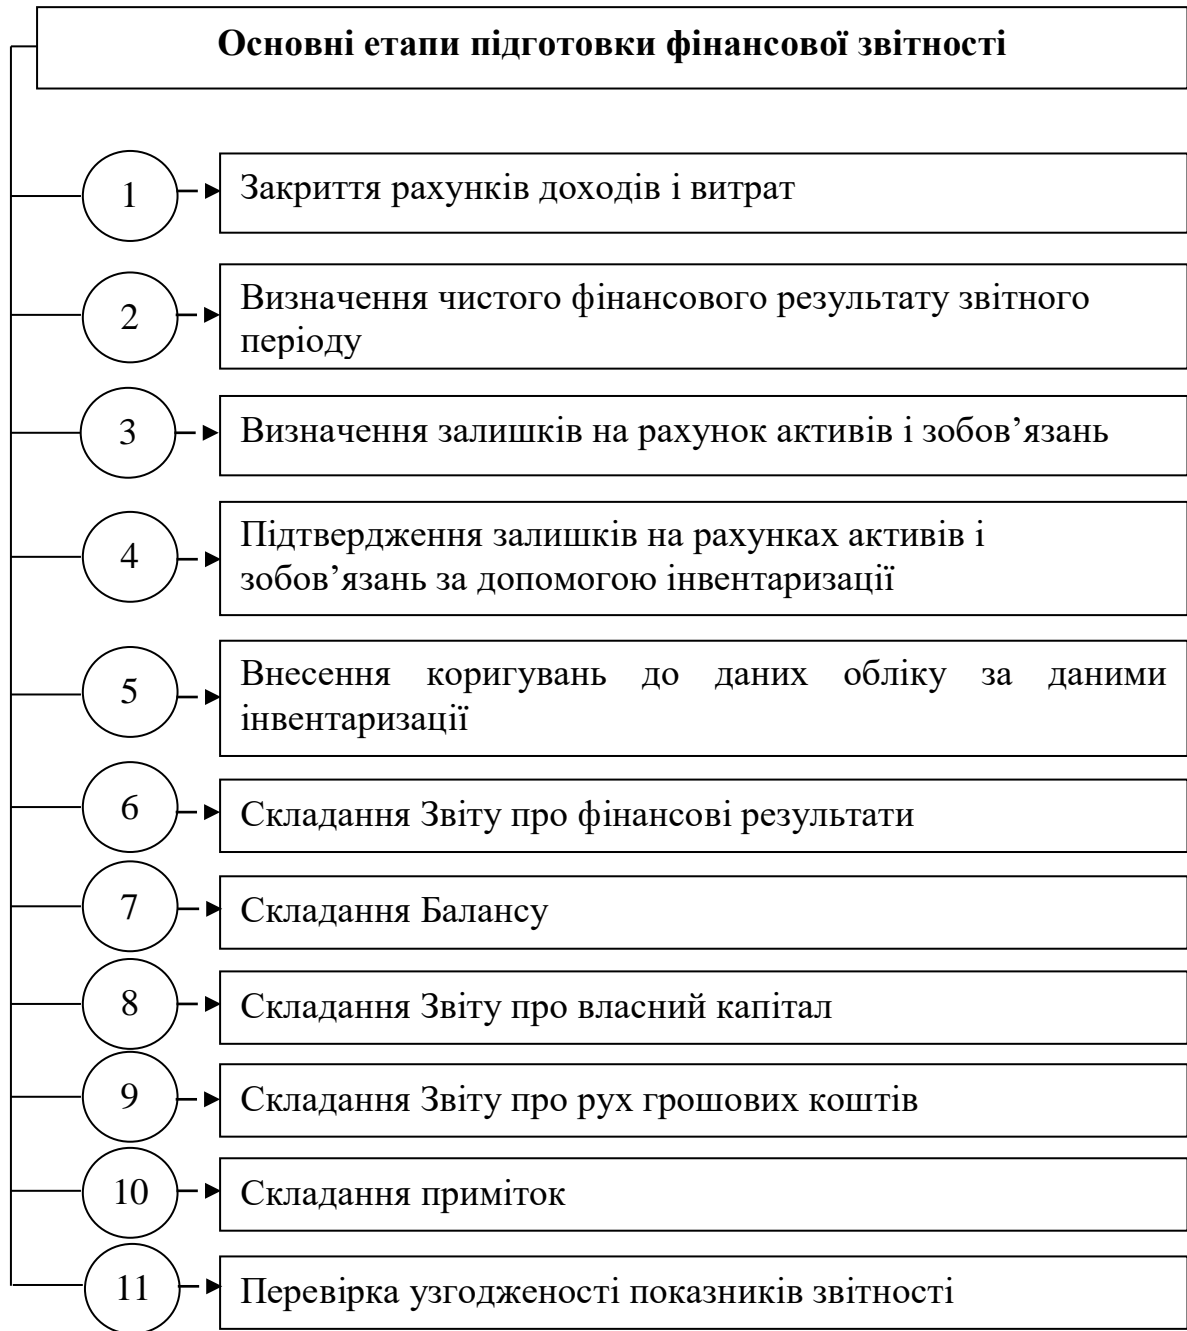 Основні етапи підготовки фінансової звітності
1
Закриття рахунків доходів і витрат
2
Визначення чистого фінансового результату звітного
періоду
3
Визначення залишків на рахунок активів і зобов’язань
4
Підтвердження залишків на рахунках активів і
зобов’язань за допомогою інвентаризації
5
Внесення коригувань до даних обліку за даними
інвентаризації
6
Складання Звіту про фінансові результати
7
Складання Балансу
8
Складання Звіту про власний капітал
9
Складання Звіту про рух грошових коштів
10
Складання приміток
11
Перевірка узгодженості показників звітності